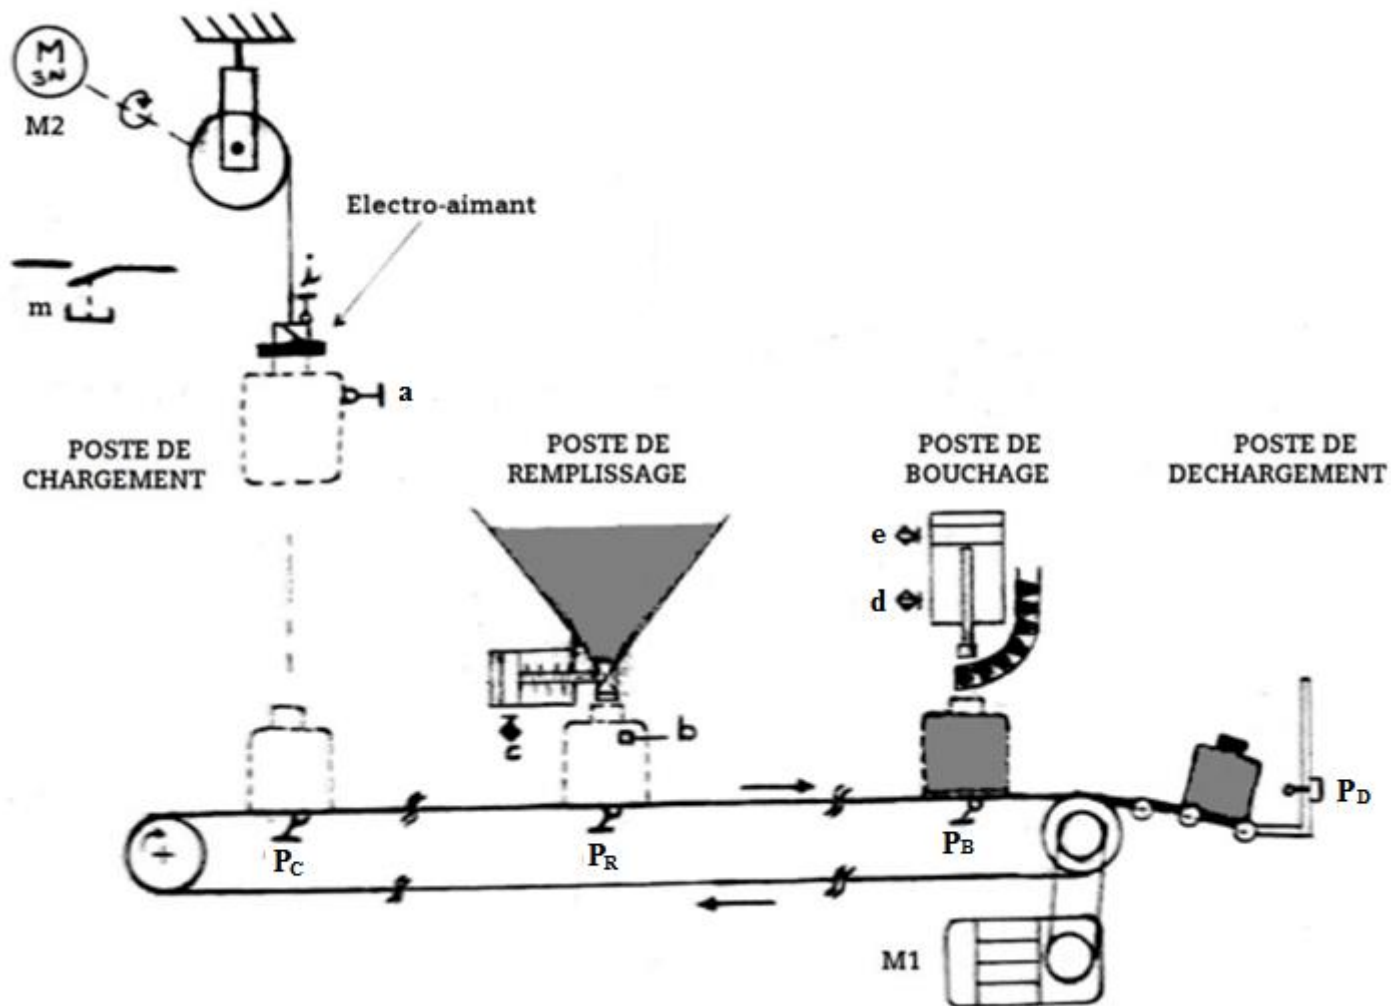 M
3~
M2
Electro-aimant
i
m
a
POSTE DE
CHARGEMENT
POSTE DE
REMPLISSAGE
POSTE DE
BOUCHAGE
POSTE DE
DECHARGEMENT
e
d
b
c
PC
PR
PB
PD
M1